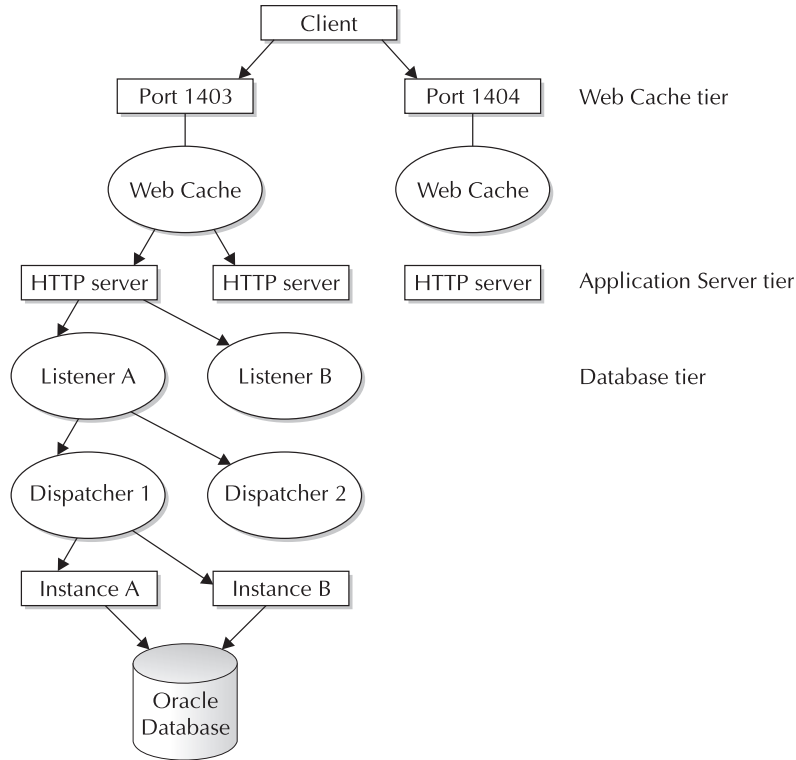 Client
Port 1403
Port 1404
Web Cache tier
Web Cache
Web Cache
HTTP server
HTTP server
HTTP server
Application Server tier
Listener A
Listener B
Database tier
Dispatcher 1
Dispatcher 2
Instance A
Instance B
Oracle
Database